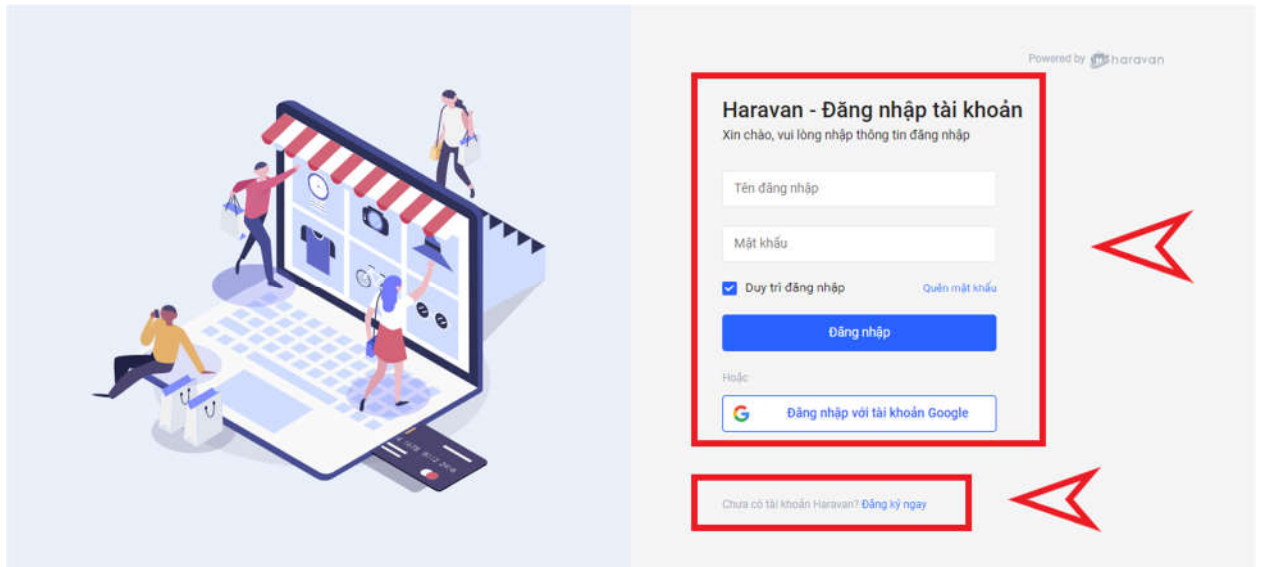 Powered by haravan
Haravan - Đăng nhập tài khoản
Xin chào, vui lòng nhập thông tin đăng nhập
Tên đăng nhập
Mật khẩu
Duy trì đăng nhập Quên mật khẩu
Đăng nhập
Hoặc
Đăng nhập với tài khoản Google
Chưa có tài khoản Haravan? Đăng ký ngay